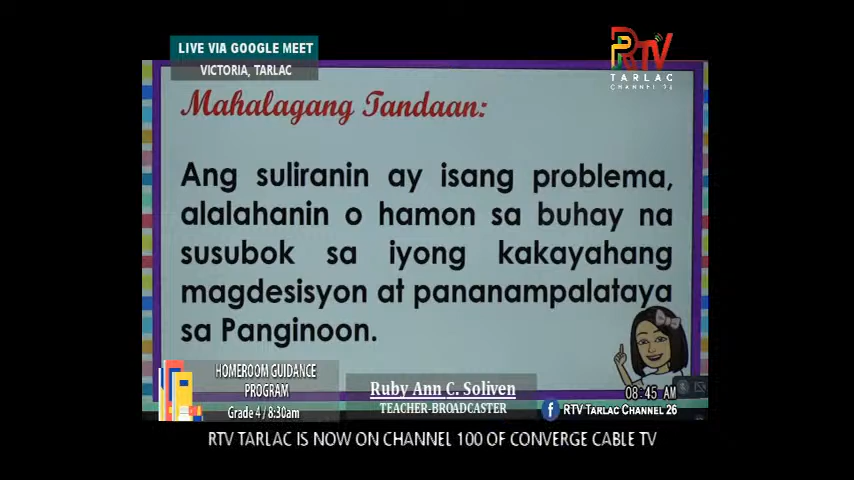 LIVE VIA GOOGLE MEET
VICTORIA, TARLAC
RTV
TARLAC
CHANNEL 26
Mahalagang Tandaan:
Ang suliranin ay isang problema,
alalahanin o hamon sa buhay na
susubok sa iyong kakayahang
magdesisyon at pananampalataya
sa Panginoon.
HOMEROOM GUIDANCE
PROGRAM
Grade 4 / 8:30am
Ruby Ann C. Soliven
TEACHER-BROADCASTER
08:45 AM
f RTV TARLAC CHANNEL 26
RTV TARLAC IS NOW ON CHANNEL 100 OF CONVERGE CABLE TV